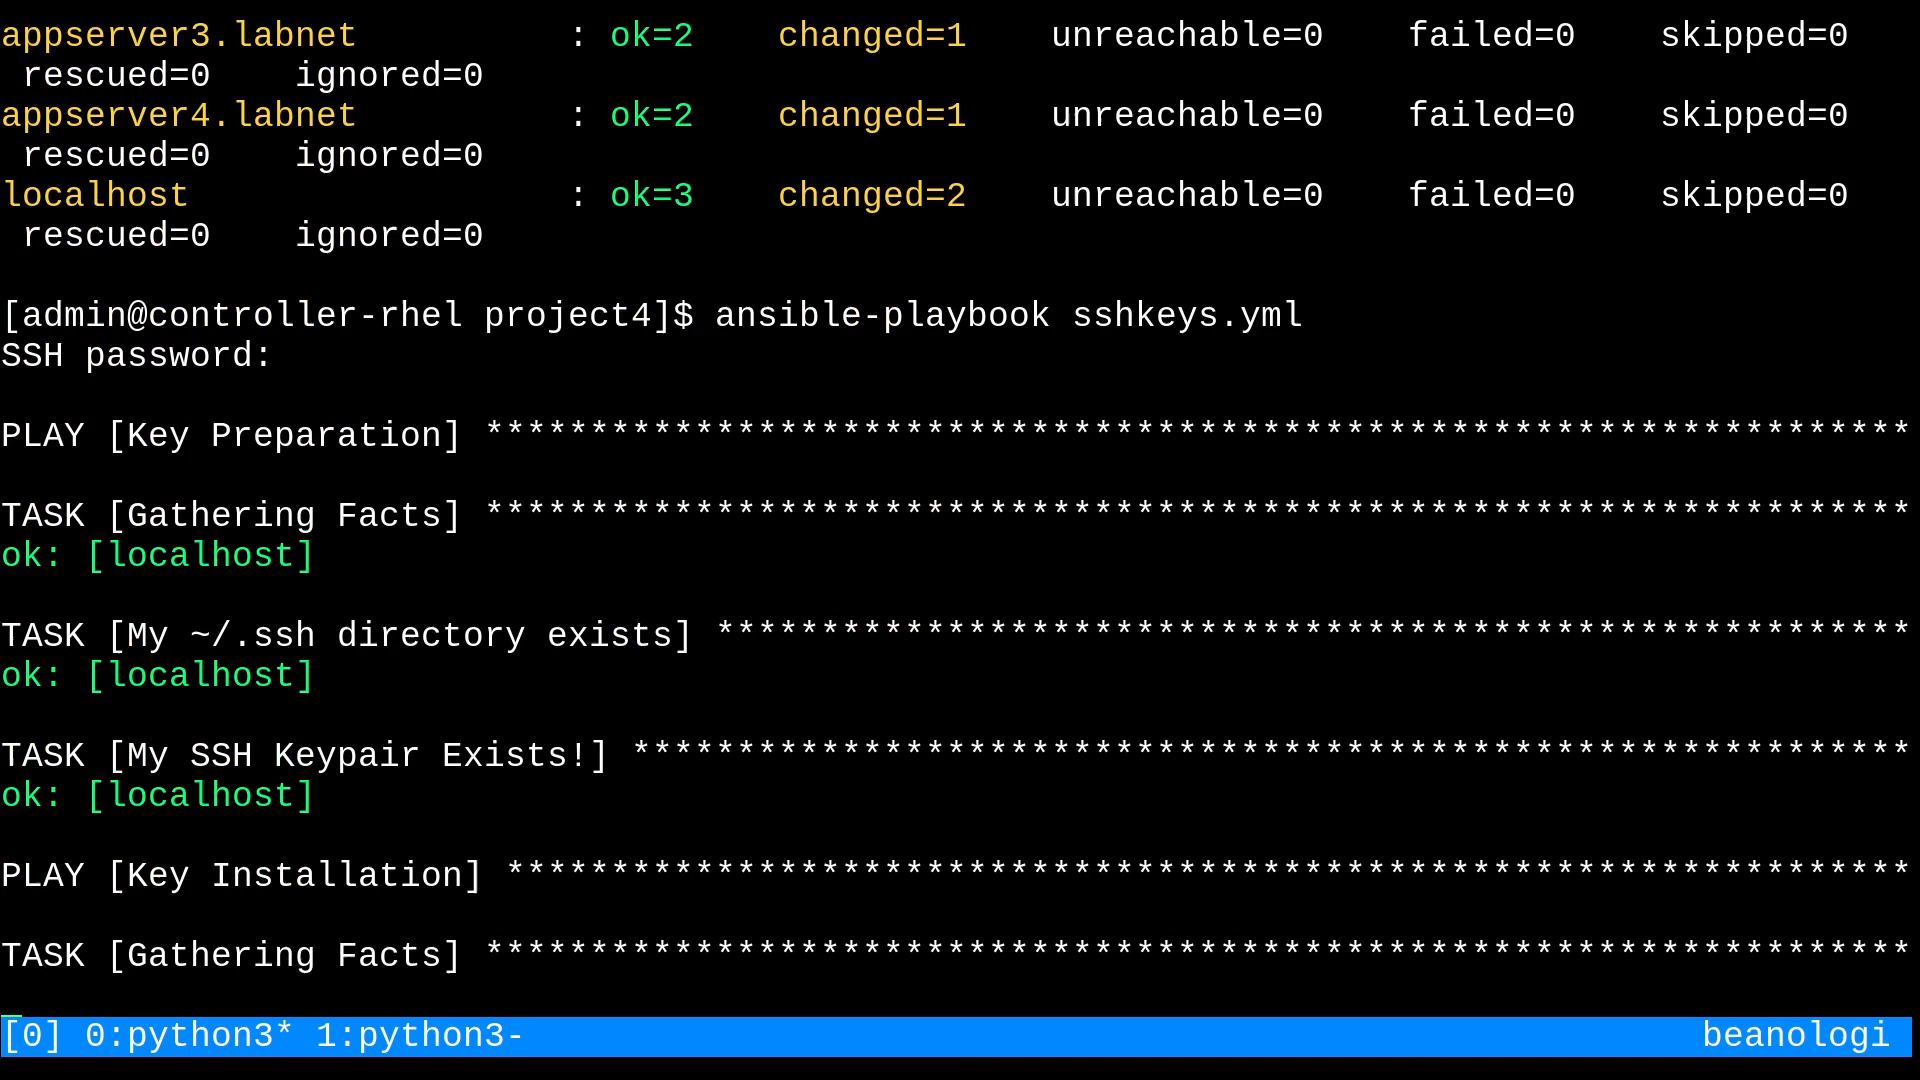 appserver3.labnet          : ok=2    changed=1    unreachable=0    failed=0    skipped=0
 rescued=0    ignored=0
appserver4.labnet          : ok=2    changed=1    unreachable=0    failed=0    skipped=0
 rescued=0    ignored=0
localhost                  : ok=3    changed=2    unreachable=0    failed=0    skipped=0
 rescued=0    ignored=0
[admin@controller-rhel project4]$ ansible-playbook sshkeys.yml
SSH password:
PLAY [Key Preparation] ********************************************************************
TASK [Gathering Facts] ********************************************************************
ok: [localhost]
TASK [My ~/.ssh directory exists] *********************************************************
ok: [localhost]
TASK [My SSH Keypair Exists!] *************************************************************
ok: [localhost]
PLAY [Key Installation] *******************************************************************
TASK [Gathering Facts] ********************************************************************
[0] 0:python3* 1:python3- beanologi